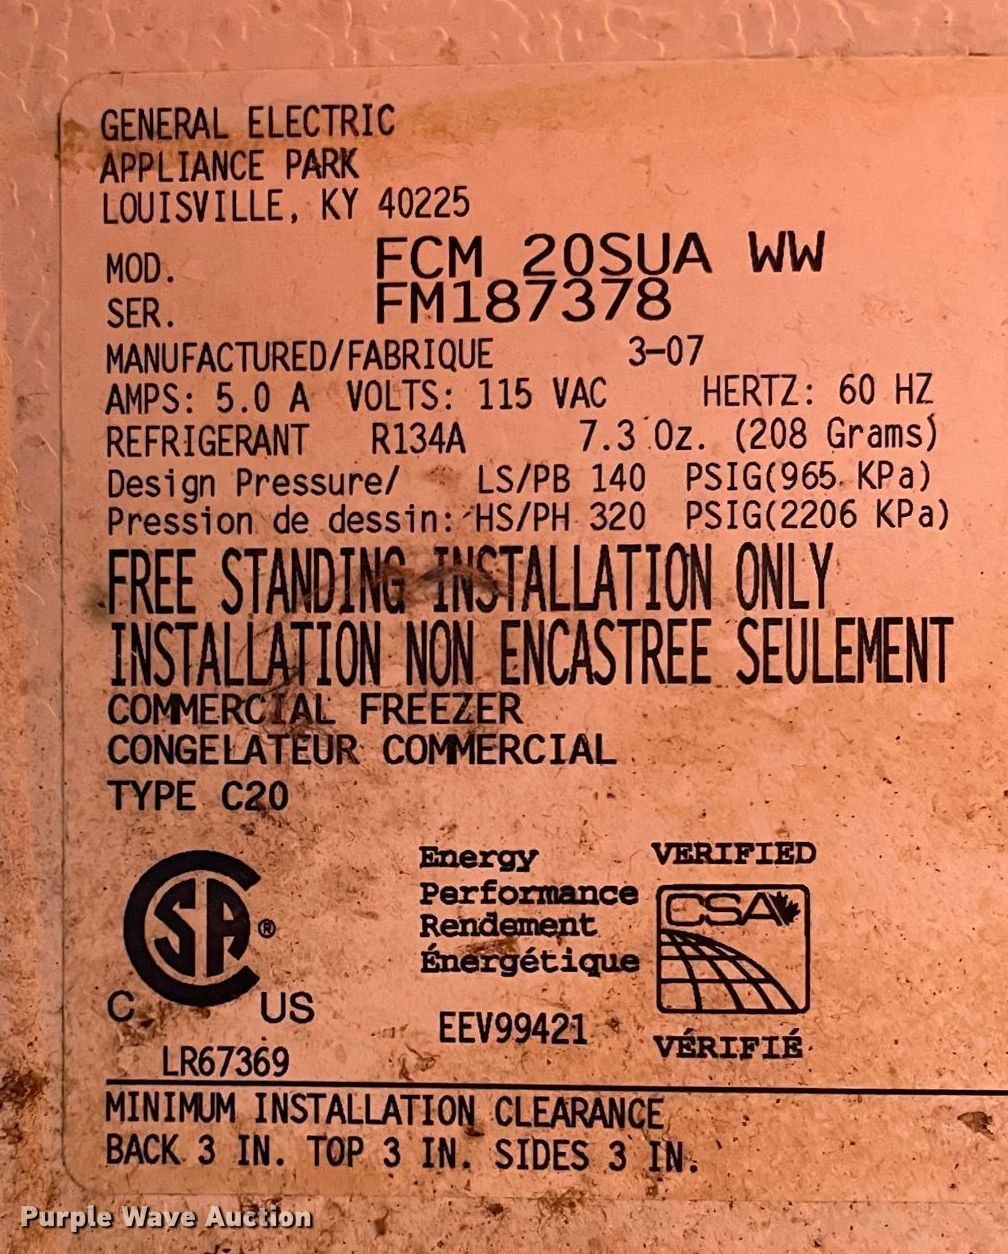 GENERAL ELECTRIC
APPLIANCE PARK
LOUISVILLE, KY 40225
MOD. FCM 20SUA WW
SER. FM187378
MANUFACTURED/FABRIQUE 3-07
AMPS: 5.0 A VOLTS: 115 VAC HERTZ: 60 HZ
REFRIGERANT R134A 7.3 Oz. (208 Grams)
Design Pressure/ LS/PB 140 PSIG(965 KPa)
Pression de dessin: HS/PH 320 PSIG(2206 KPa)
FREE STANDING INSTALLATION ONLY
INSTALLATION NON ENCASTREE SEULEMENT
COMMERCIAL FREEZER
CONGELATEUR COMMERCIAL
TYPE C20
CSA®
C US
LR67369
Energy
Performance
Rendement
Énergétique
EEV99421
VERIFIED
CSA
VÉRIFIÉ
MINIMUM INSTALLATION CLEARANCE
BACK 3 IN. TOP 3 IN. SIDES 3 IN.
Purple Wave Auction